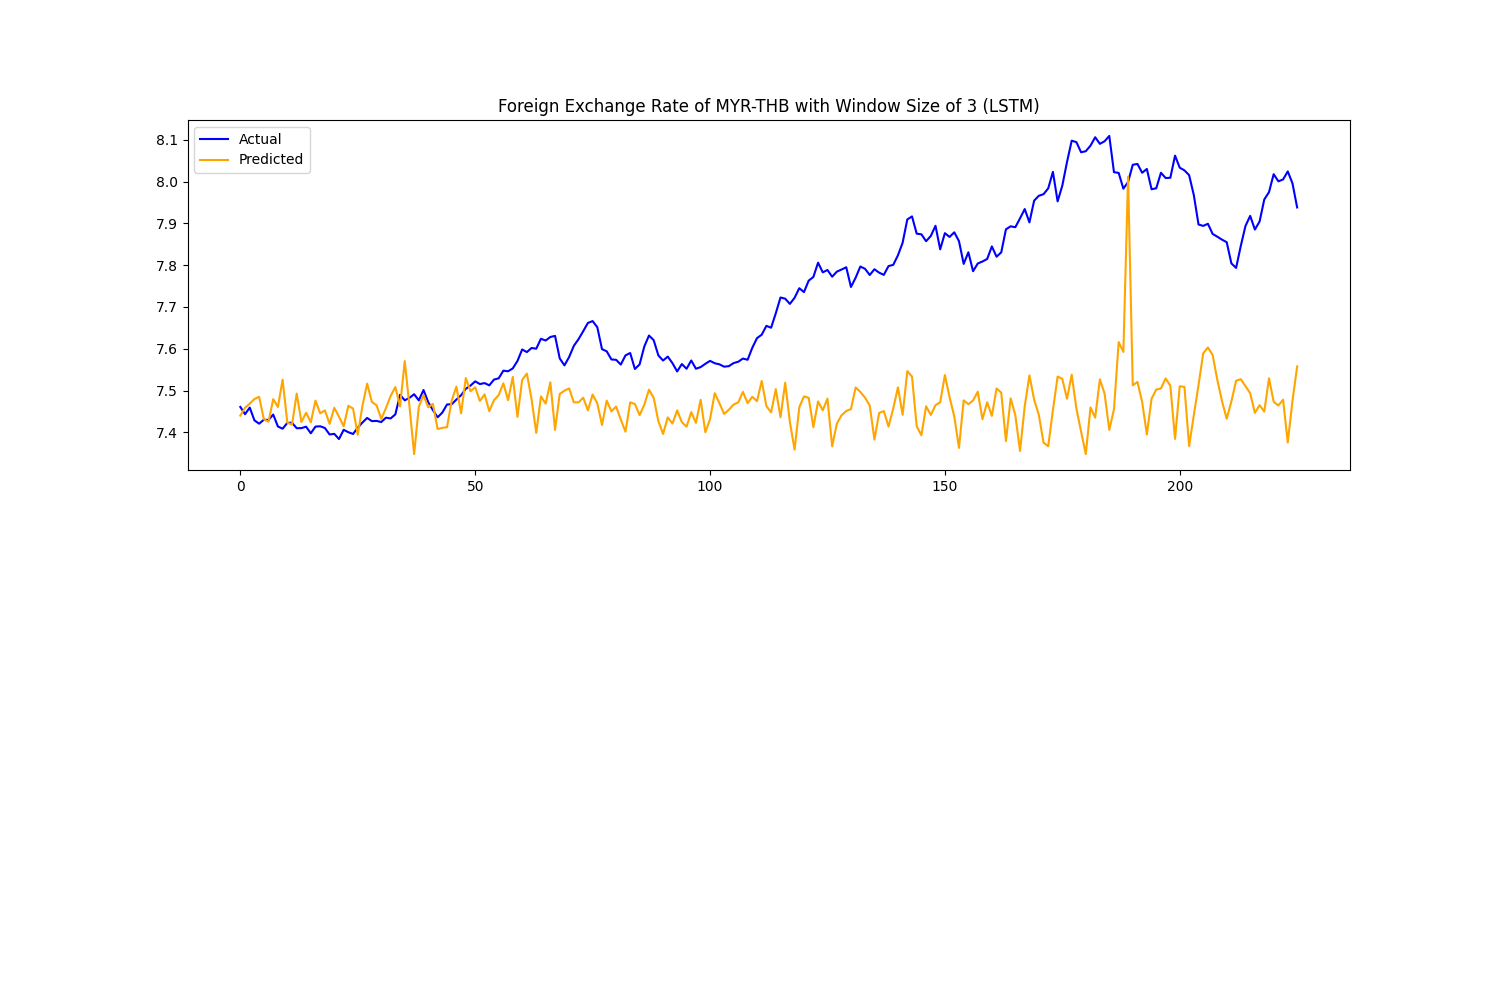 Foreign Exchange Rate of MYR-THB with Window Size of 3 (LSTM)
Actual
Predicted
8.1
8.0
7.9
7.8
7.7
7.6
7.5
7.4
0 50 100 150 200